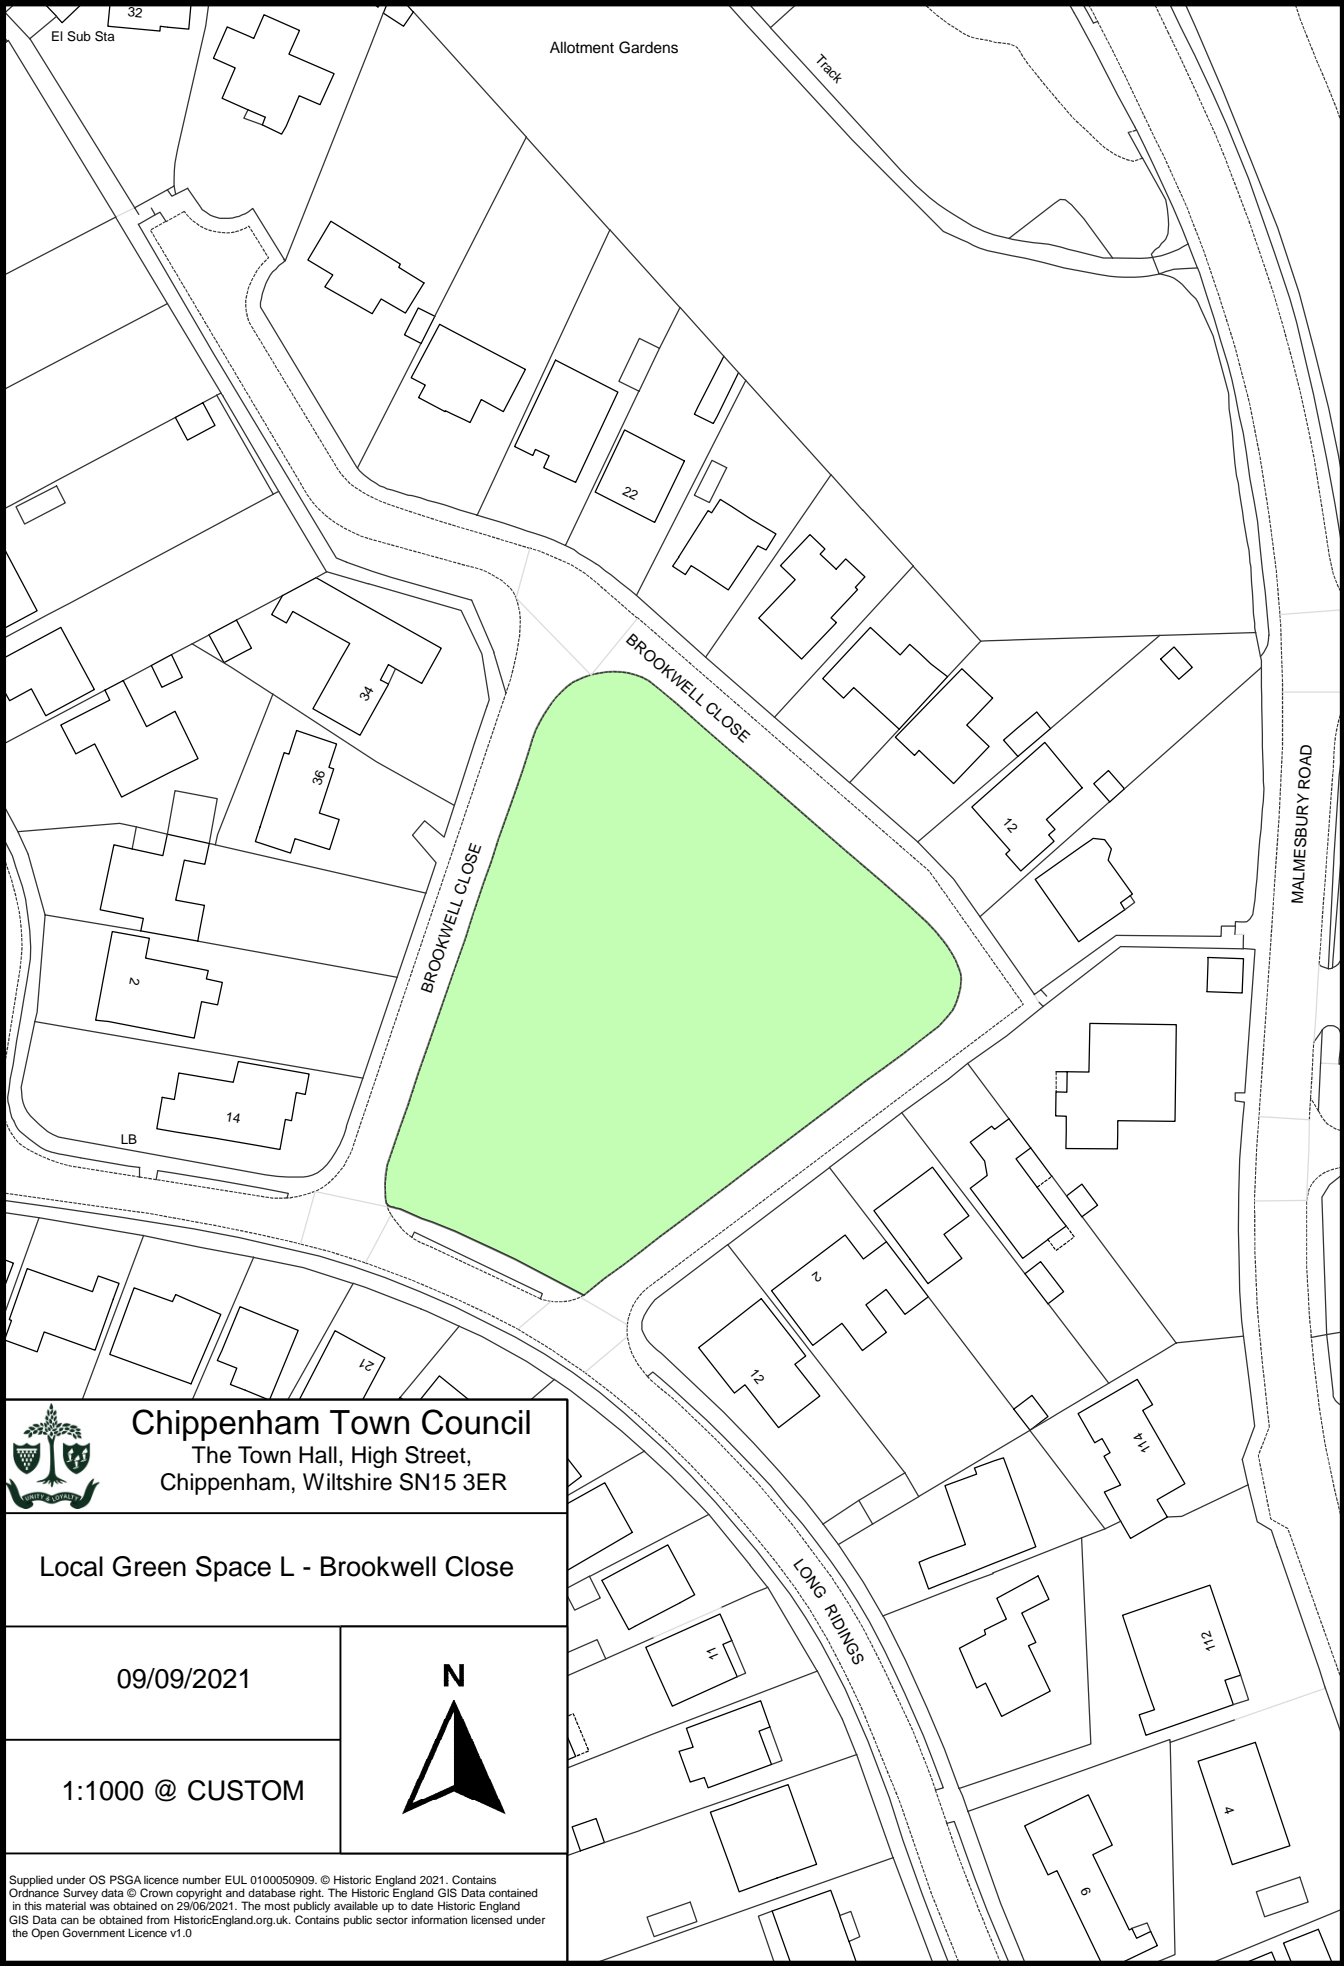 32
El Sub Sta
Allotment Gardens
Track
22
BROOKWELL CLOSE
34
36
12
MALMESBURY ROAD
BROOKWELL CLOSE
2
14
LB
2
12
21
114
LONG RIDINGS
11
112
4
6
Chippenham Town Council
The Town Hall, High Street,
Chippenham, Wiltshire SN15 3ER
UNITY & LOYALTY
Local Green Space L - Brookwell Close
09/09/2021
N
1:1000 @ CUSTOM
Supplied under OS PSGA licence number EUL 0100050909. © Historic England 2021. Contains
Ordnance Survey data © Crown copyright and database right. The Historic England GIS Data contained
in this material was obtained on 29/06/2021. The most publicly available up to date Historic England
GIS Data can be obtained from HistoricEngland.org.uk. Contains public sector information licensed under
the Open Government Licence v1.0